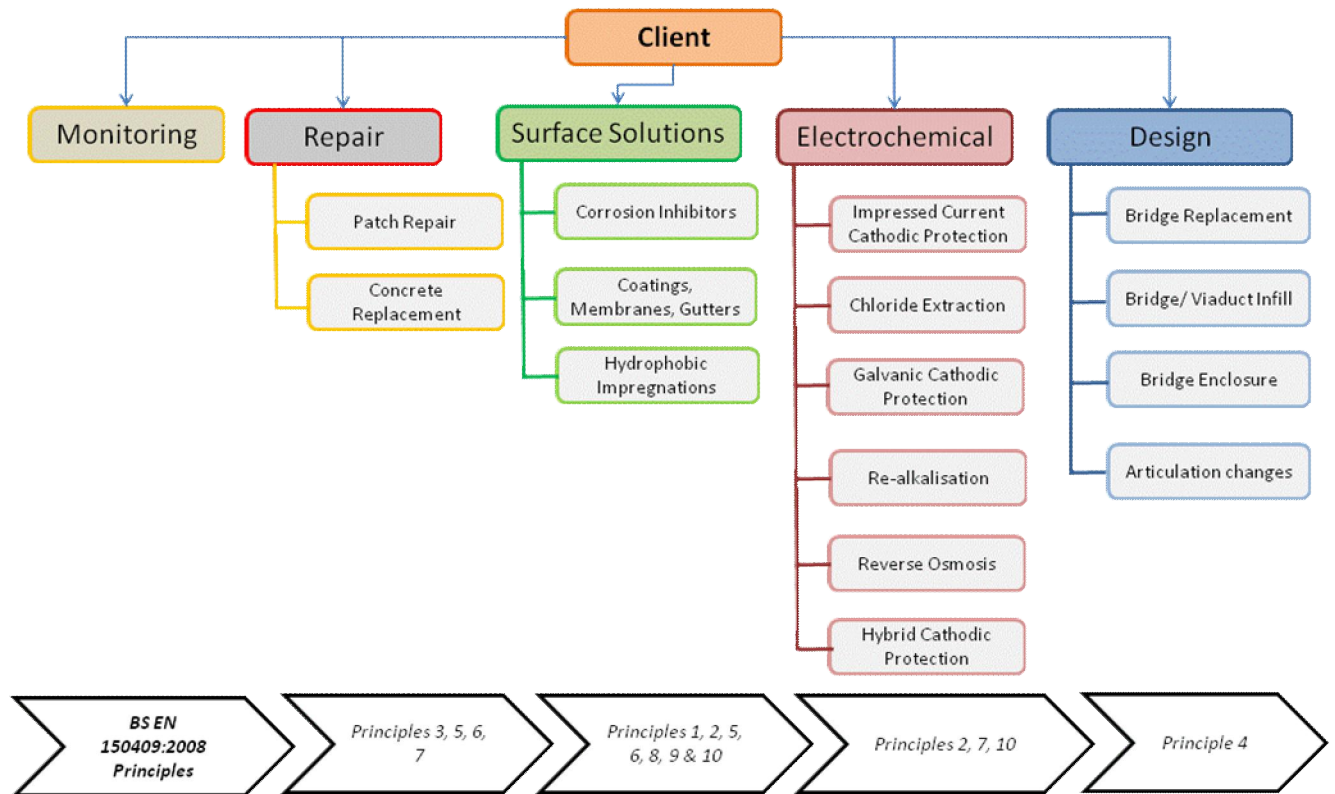 Client
Monitoring
Repair
Surface Solutions
Electrochemical
Design
Patch Repair
Concrete
Replacement
Corrosion Inhibitors
Coatings,
Membranes, Gutters
Hydrophobic
Impregnations
Impressed Current
Cathodic Protection
Chloride Extraction
Galvanic Cathodic
Protection
Re-alkalisation
Reverse Osmosis
Hybrid Cathodic
Protection
Bridge Replacement
Bridge/ Viaduct Infill
Bridge Enclosure
Articulation changes
BS EN
150409:2008
Principles
Principles 3, 5, 6,
7
Principles 1, 2, 5,
6, 8, 9 & 10
Principles 2, 7, 10
Principle 4